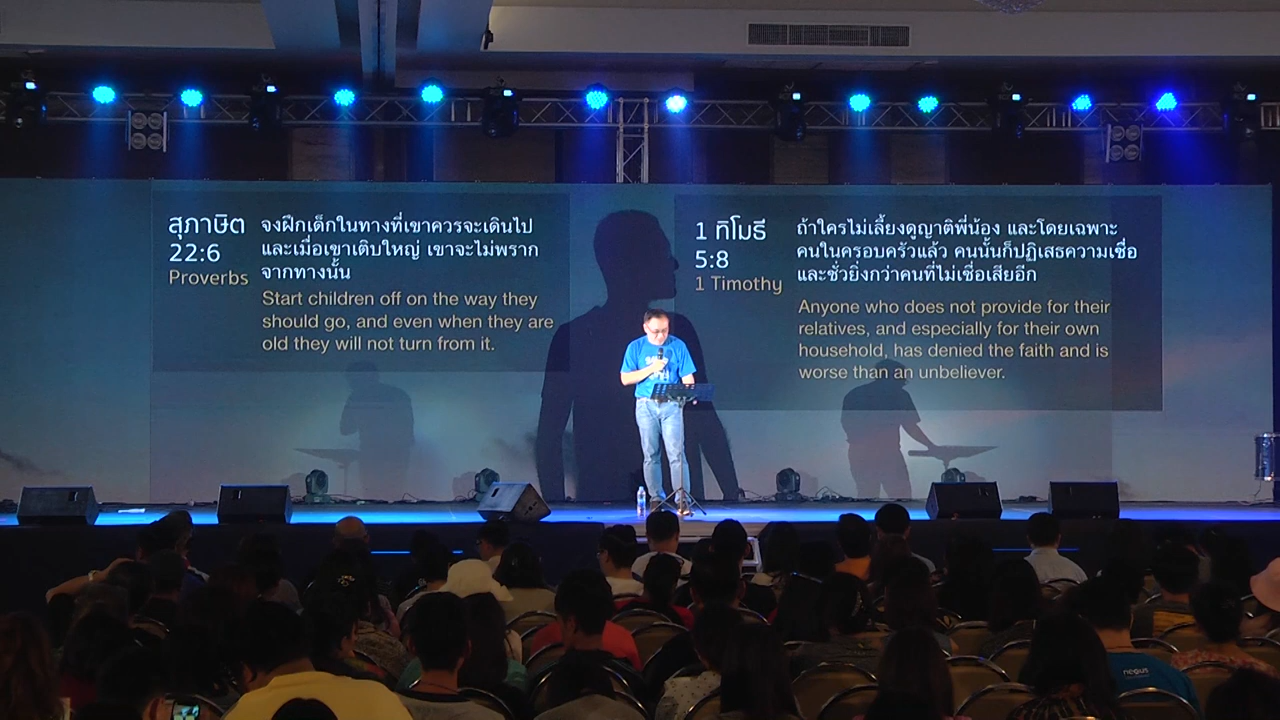 สุภาษิต
22:6
Proverbs
จงฝึกเด็กในทางที่เขาควรจะเดินไป
และเมื่อเขาเติบใหญ่ เขาจะไม่พราก
จากทางนั้น
Start children off on the way they
should go, and even when they are
old they will not turn from it.
1 ทิโมธี
5:8
1 Timothy
ถ้าใครไม่เลี้ยงดูญาติพี่น้อง และโดยเฉพาะ
คนในครอบครัวแล้ว คนนั้นก็ปฏิเสธความเชื่อ
และชั่วยิ่งกว่าคนที่ไม่เชื่อเสียอีก
Anyone who does not provide for their
relatives, and especially for their own
household, has denied the faith and is
worse than an unbeliever.